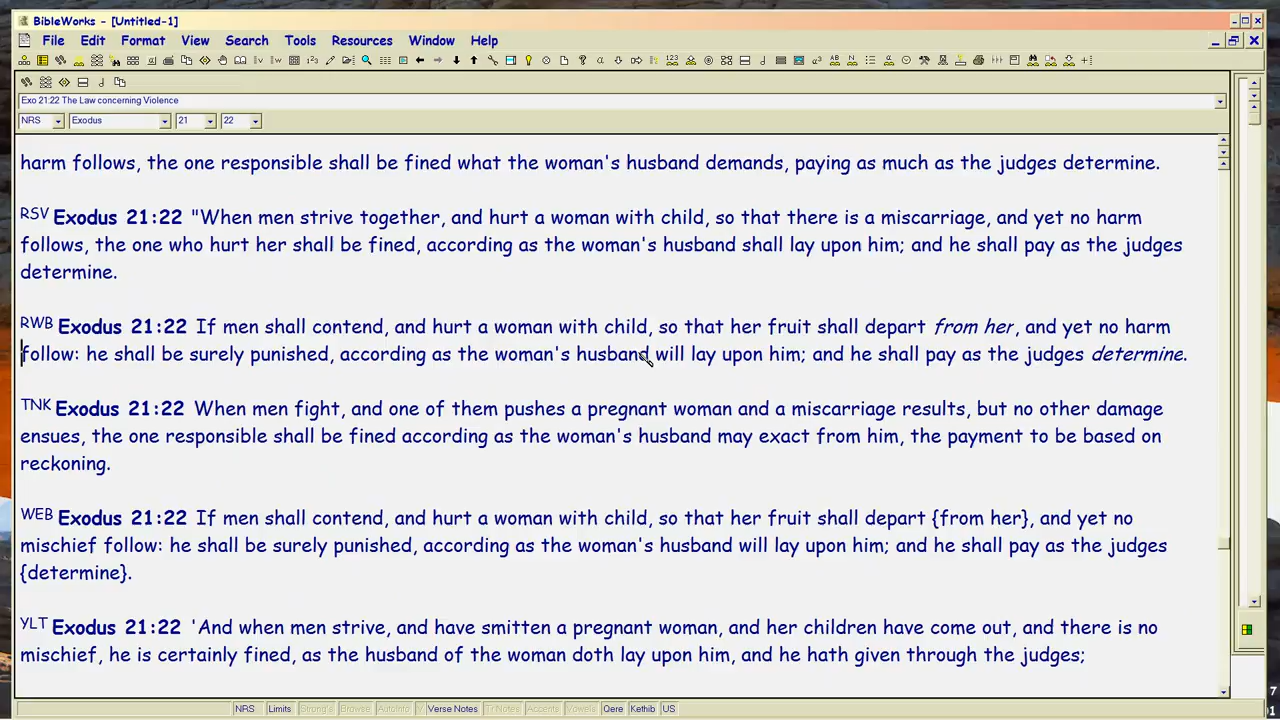 BibleWorks - [Untitled-1]
File Edit Format View Search Tools Resources Window Help
Exo 21:22 The Law concerning Violence
NRS Exodus 21 22
harm follows, the one responsible shall be fined what the woman's husband demands, paying as much as the judges determine.
RSV Exodus 21:22 "When men strive together, and hurt a woman with child, so that there is a miscarriage, and yet no harm
follows, the one who hurt her shall be fined, according as the woman's husband shall lay upon him; and he shall pay as the judges
determine.
RWB Exodus 21:22 If men shall contend, and hurt a woman with child, so that her fruit shall depart from her, and yet no harm
follow: he shall be surely punished, according as the woman's husband will lay upon him; and he shall pay as the judges determine.
TNK Exodus 21:22 When men fight, and one of them pushes a pregnant woman and a miscarriage results, but no other damage
ensues, the one responsible shall be fined according as the woman's husband may exact from him, the payment to be based on
reckoning.
WEB Exodus 21:22 If men shall contend, and hurt a woman with child, so that her fruit shall depart {from her}, and yet no
mischief follow: he shall be surely punished, according as the woman's husband will lay upon him; and he shall pay as the judges
{determine}.
YLT Exodus 21:22 'And when men strive, and have smitten a pregnant woman, and her children have come out, and there is no
mischief, he is certainly fined, as the husband of the woman doth lay upon him, and he hath given through the judges;
NRS Limits Strong's Browse AutoInfo Verse Notes TrNotes Accents Vowels Qere Kethib US